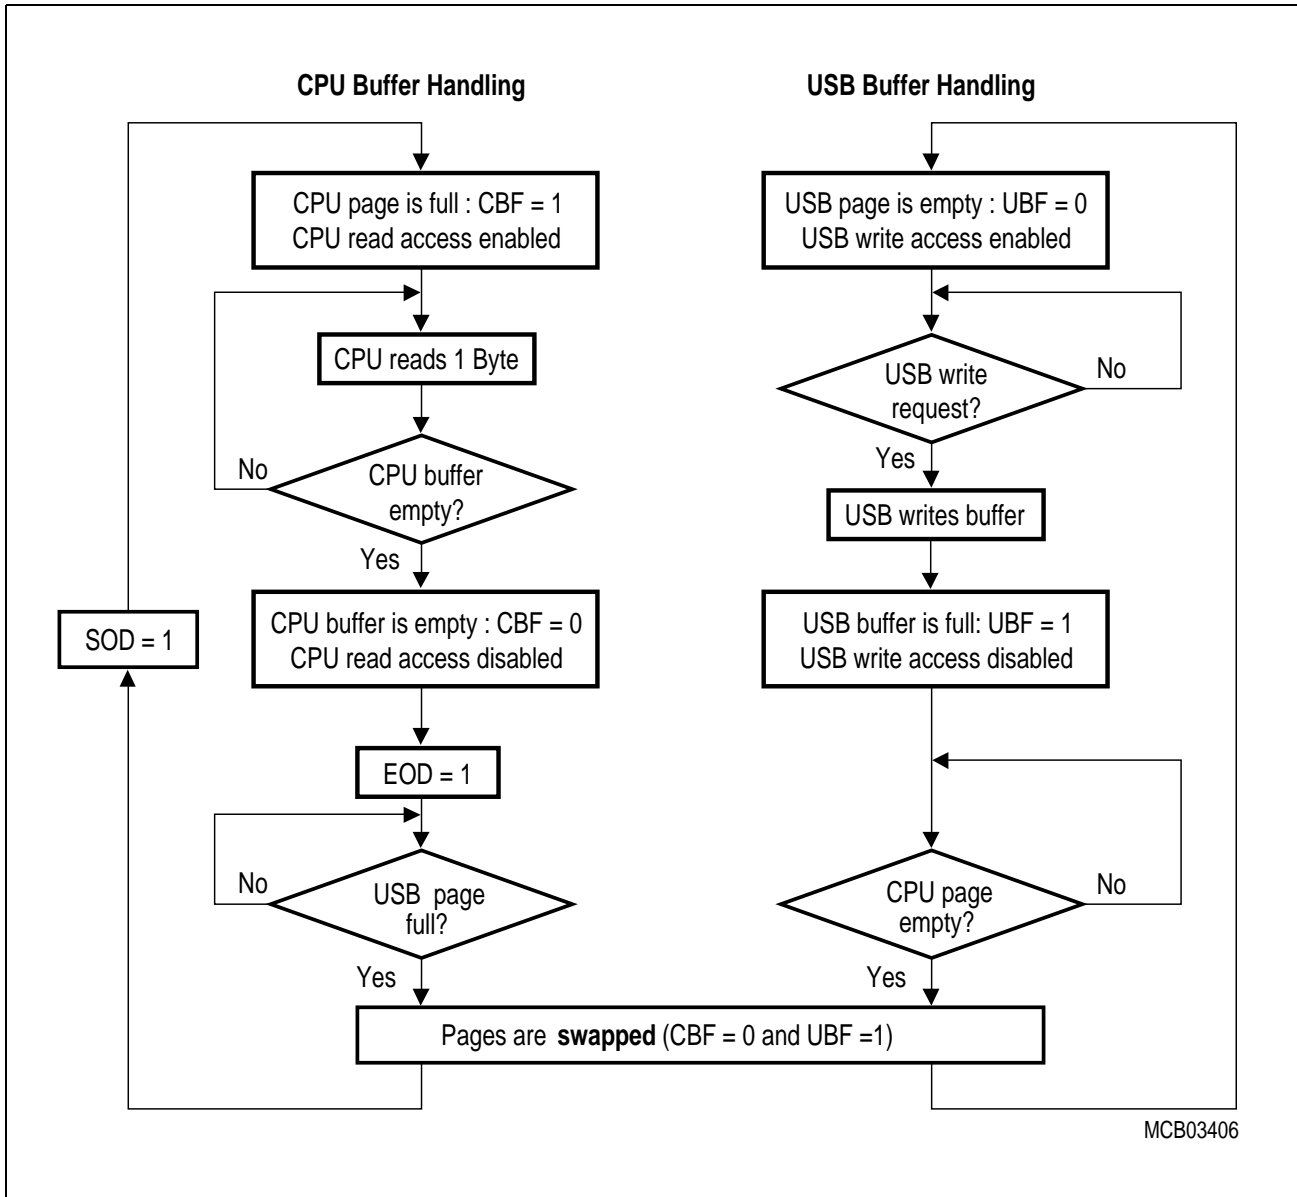 CPU Buffer Handling
CPU page is full : CBF = 1
CPU read access enabled
CPU reads 1 Byte
No
CPU buffer
empty?
Yes
CPU buffer is empty : CBF = 0
CPU read access disabled
SOD = 1
EOD = 1
No
USB page
full?
Yes
USB Buffer Handling
USB page is empty : UBF = 0
USB write access enabled
USB write
request?
No
Yes
USB writes buffer
USB buffer is full: UBF = 1
USB write access disabled
CPU page
empty?
No
Yes
Pages are swapped (CBF = 0 and UBF =1)
MCB03406